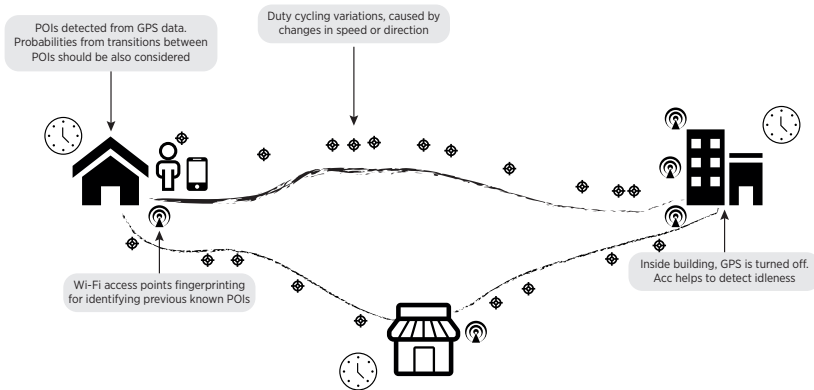 POIs detected from GPS data.
Probabilities from transitions between
POIs should be also considered
Duty cycling variations, caused by
changes in speed or direction
Wi-Fi access points fingerprinting
for identifying previous known POIs
Inside building, GPS is turned off.
Acc helps to detect idleness